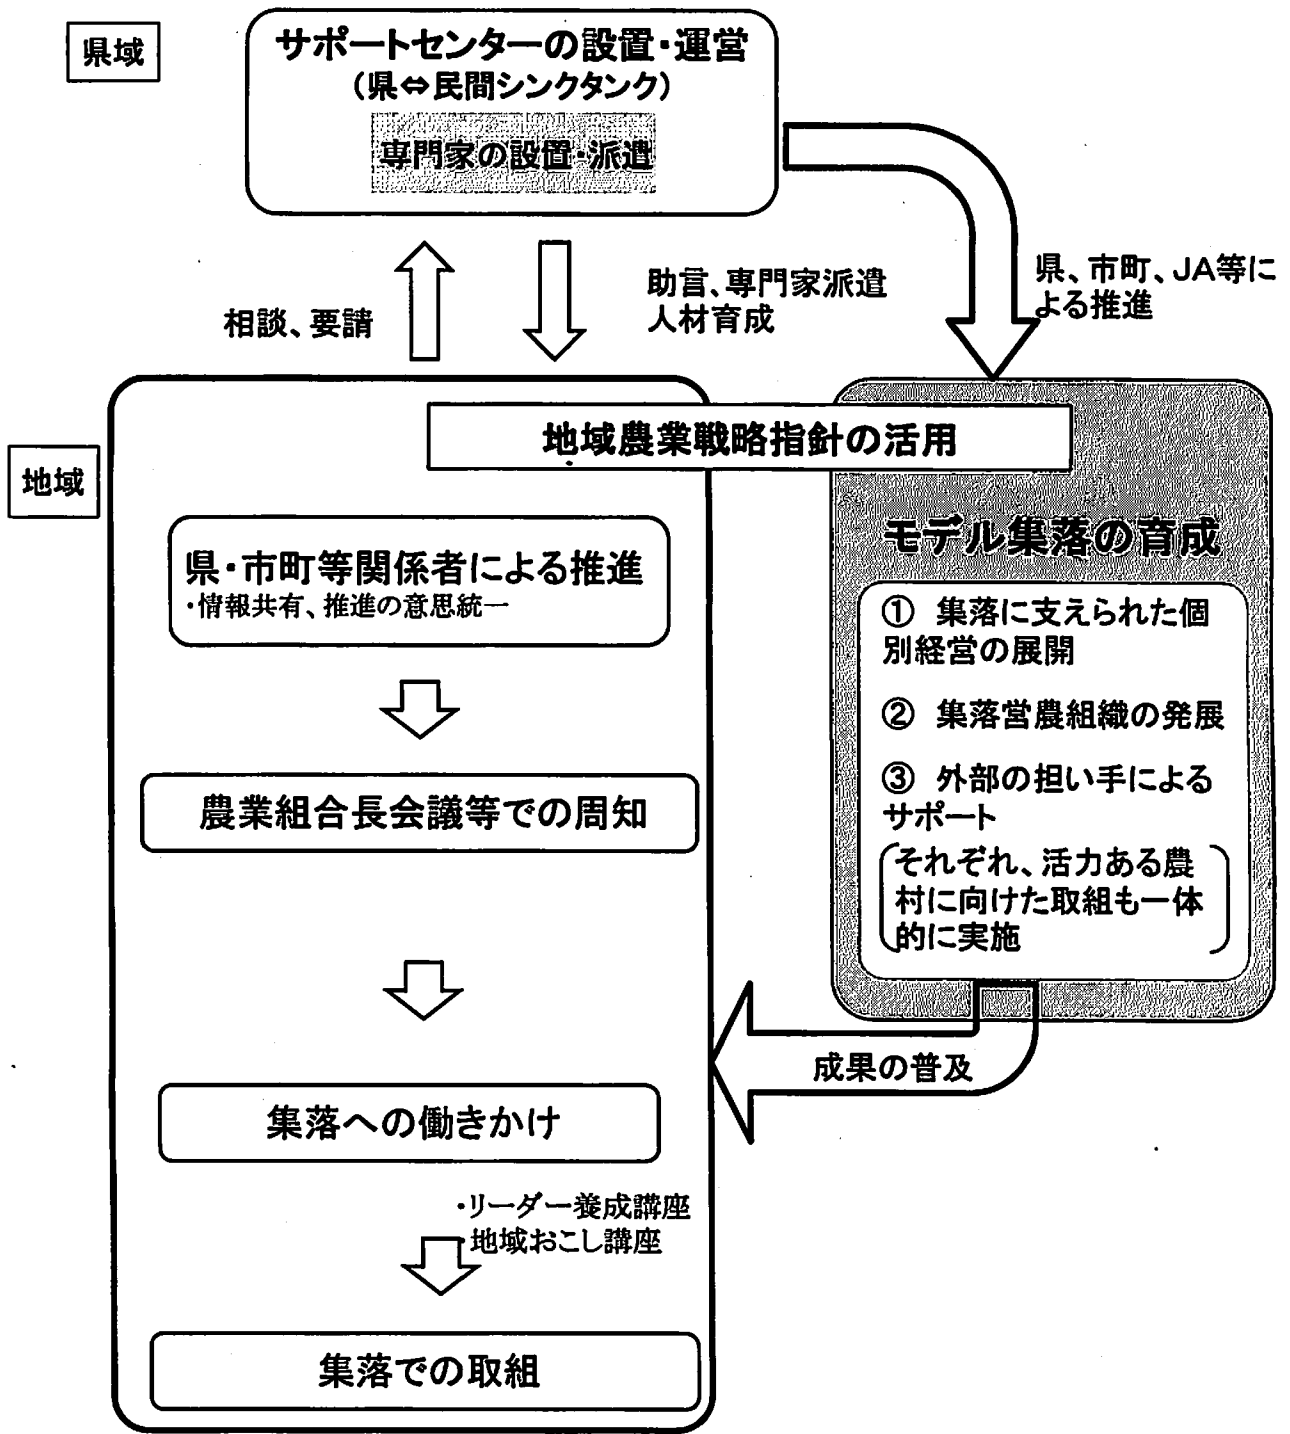 県域
サポートセンターの設置・運営
(県⇔民間シンクタンク)
専門家の設置・派遣
相談、要請
助言、専門家派遣
人材育成
県、市町、JA等に
よる推進
地域
地域農業戦略指針の活用
県・市町等関係者による推進
・情報共有、推進の意思統一
農業組合長会議等での周知
集落への働きかけ
・リーダー養成講座
・地域おこし講座
集落での取組
モデル集落の育成
① 集落に支えられた個
別経営の展開
② 集落営農組織の発展
③ 外部の担い手による
サポート
それぞれ、活力ある農
村に向けた取組も一体
的に実施
成果の普及